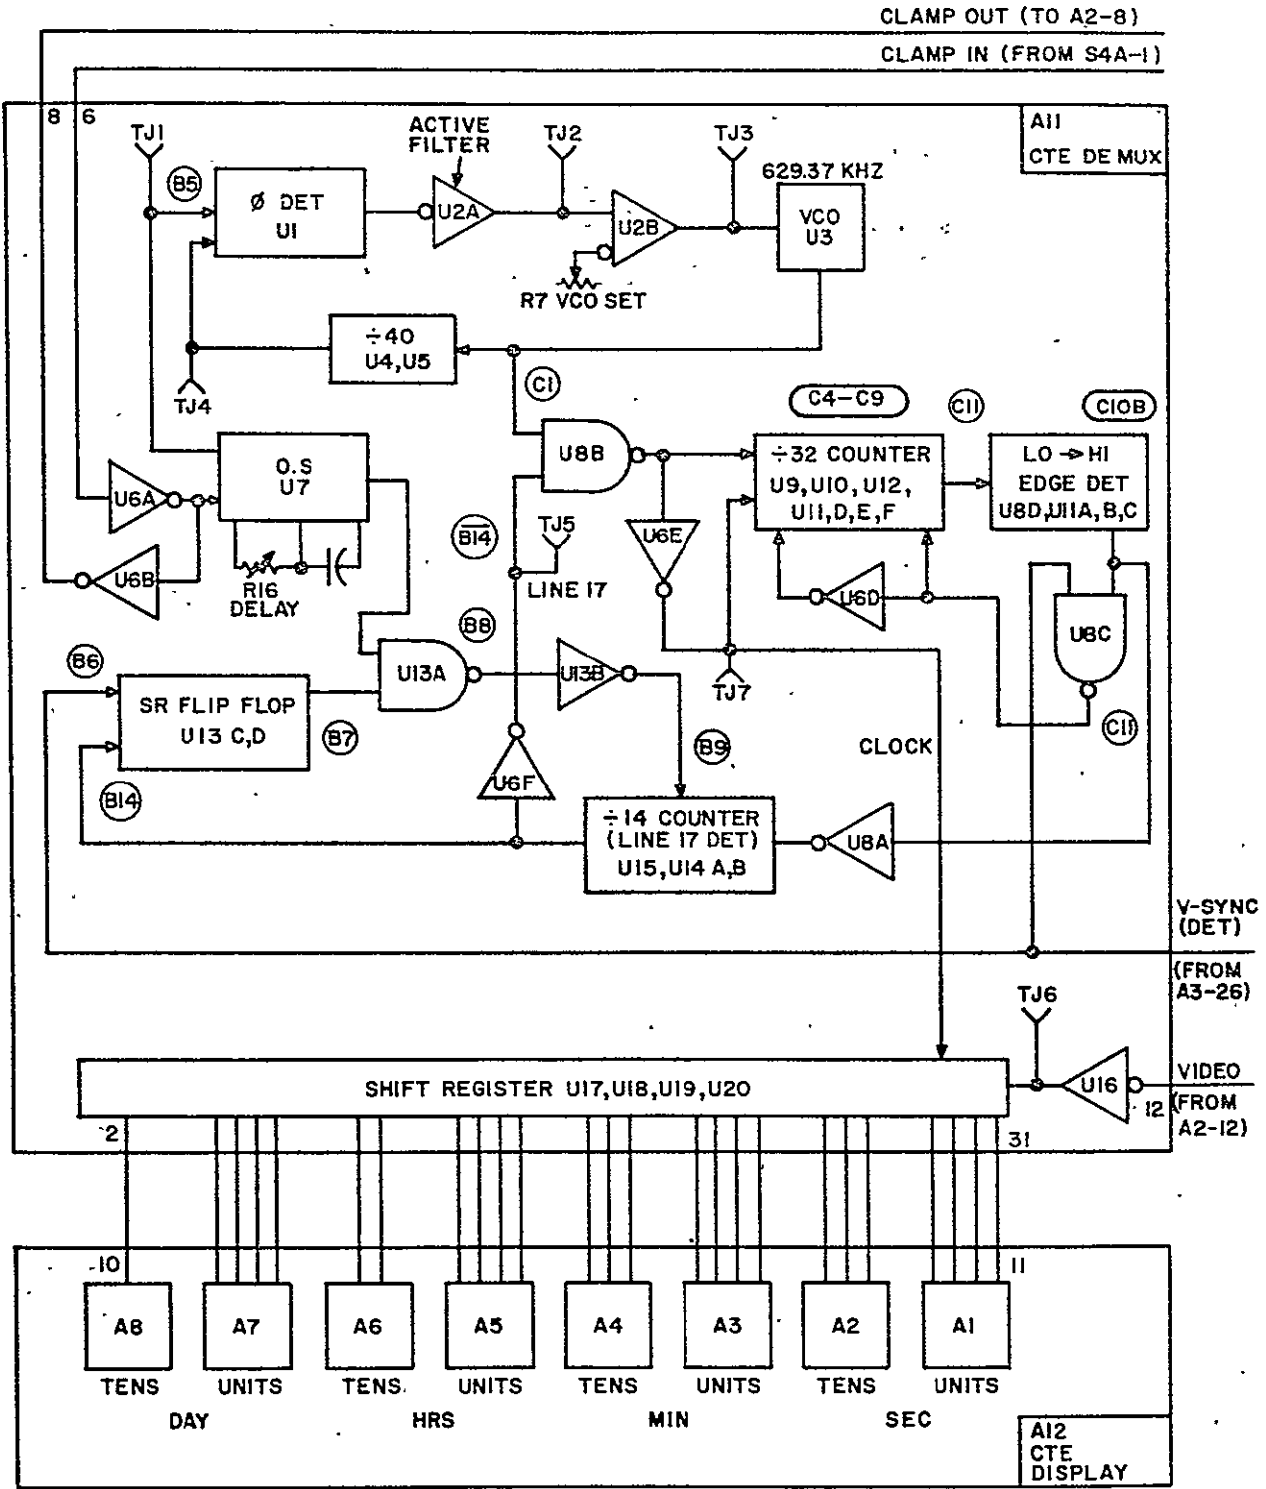 CLAMP OUT (TO A2-8)
CLAMP IN (FROM S4A-1)
8 6
TJ1
ACTIVE
FILTER
TJ2
TJ3
A11
CTE DE MUX
629.37 KHZ
B5
Ø DET
U1
U2A
U2B
VCO
U3
R7 VCO SET
÷40
U4,U5
TJ4
C1
C4-C9
C11
C10B
O.S
U7
U8B
÷32 COUNTER
U9,U10,U12,
U11,D,E,F
LO → HI
EDGE DET
U8D,U11A,B,C
U6A
U6B
R16
DELAY
B14
TJ5
LINE 17
U6E
U6D
U8C
B6
B8
U13A
U13B
TJ7
SR FLIP FLOP
U13 C,D
B7
B9
C11
CLOCK
B14
U6F
÷14 COUNTER
(LINE 17 DET)
U15,U14 A,B
U8A
V-SYNC
(DET)
(FROM
A3-26)
TJ6
SHIFT REGISTER U17,U18,U19,U20
U16
VIDEO
12
(FROM
A2-12)
2
31
10
11
A8 A7 A6 A5 A4 A3 A2 A1
TENS UNITS TENS UNITS TENS UNITS TENS UNITS
DAY HRS MIN SEC
A12
CTE
DISPLAY